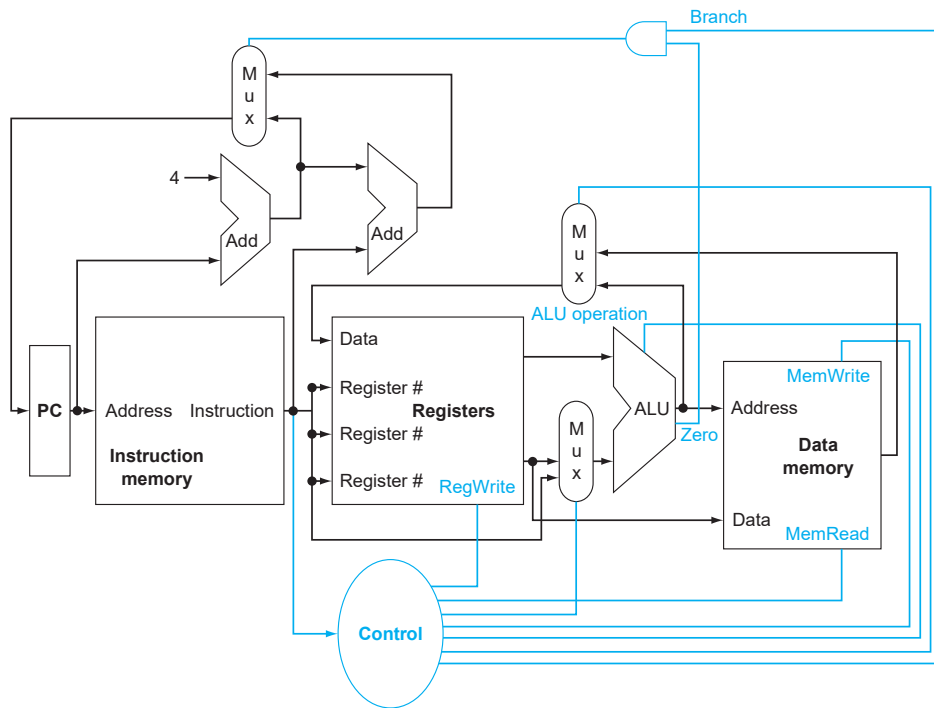 Branch
M
u
x
4
Add
Add
M
u
x
ALU operation
Data
Register #
Registers
Register #
Register #
RegWrite
PC
Address
Instruction
Instruction
memory
M
u
x
ALU
Zero
MemWrite
Address
Data
memory
Data
MemRead
Control